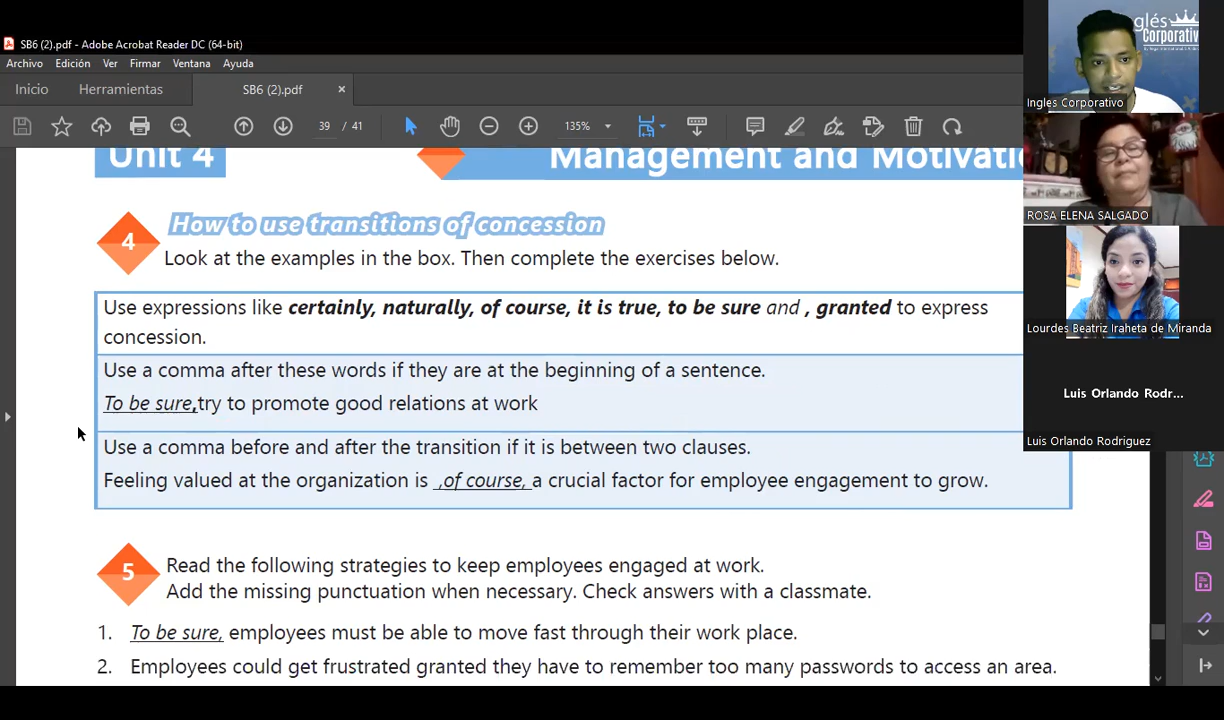 SB6 (2).pdf - Adobe Acrobat Reader DC (64-bit)
Archivo Edición Ver Firmar Ventana Ayuda
Inicio Herramientas SB6 (2).pdf ×
39 / 41 135%
Unit 4 Management and Motivati
4 How to use transitions of concession
Look at the examples in the box. Then complete the exercises below.
Use expressions like certainly, naturally, of course, it is true, to be sure and , granted to express
concession.
Use a comma after these words if they are at the beginning of a sentence.
To be sure,try to promote good relations at work
Use a comma before and after the transition if it is between two clauses.
Feeling valued at the organization is ,of course, a crucial factor for employee engagement to grow.
5 Read the following strategies to keep employees engaged at work.
Add the missing punctuation when necessary. Check answers with a classmate.
1. To be sure, employees must be able to move fast through their work place.
2. Employees could get frustrated granted they have to remember too many passwords to access an area.
glés
corporativ
Ingles Corporativo
ROSA ELENA SALGADO
Lourdes Beatriz Iraheta de Miranda
Luis Orlando Rodr...
Luis Orlando Rodriguez